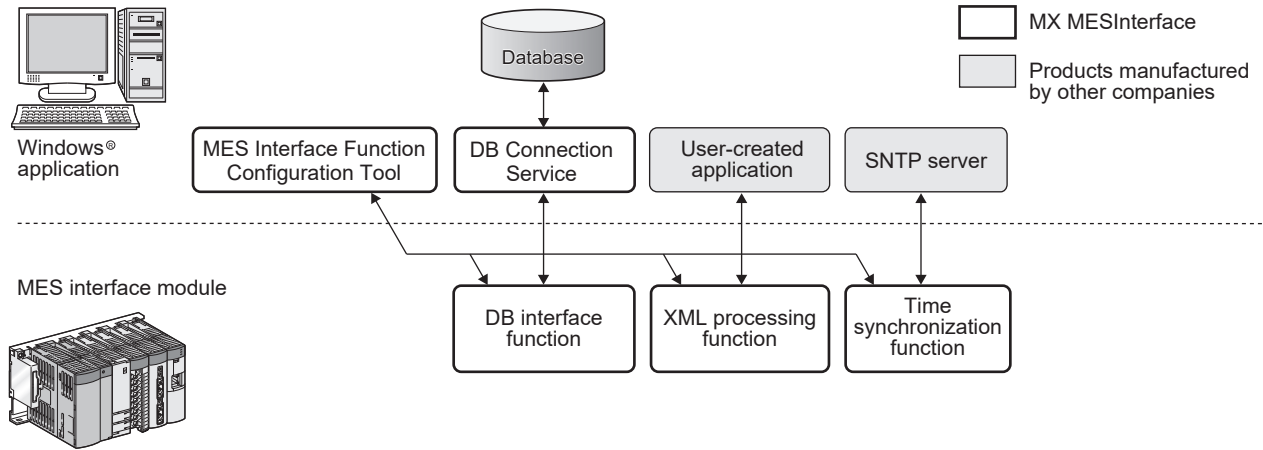 MX MESInterface
Products manufactured
by other companies
Database
Windows®
application
MES Interface Function
Configuration Tool
DB Connection
Service
User-created
application
SNTP server
MES interface module
DB interface
function
XML processing
function
Time
synchronization
function